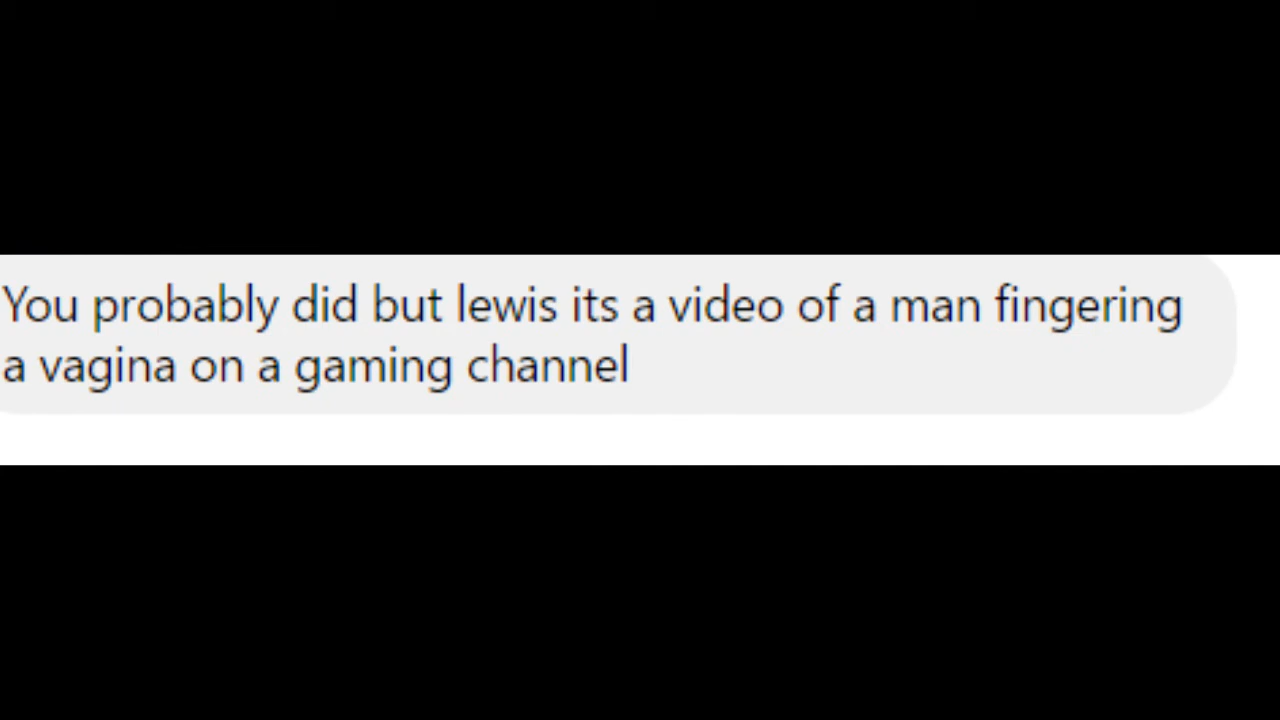 You probably did but lewis its a video of a man fingering
a vagina on a gaming channel